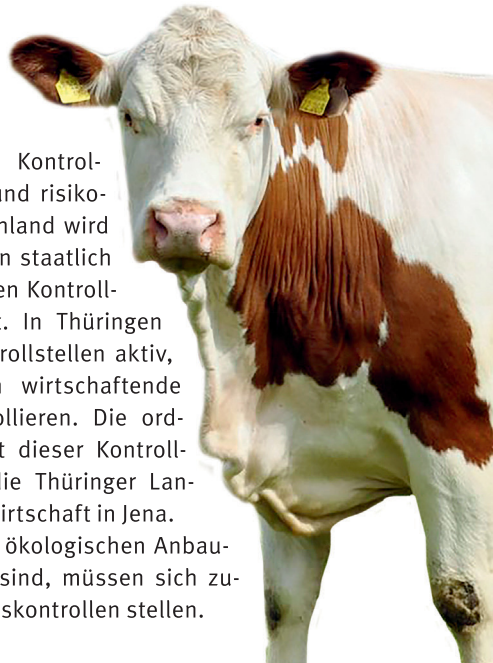 Kontrol-
und risiko-
nland wird
n staatlich
en Kontroll-
t. In Thüringen
rollstellen aktiv,
n wirtschaftende
ollieren. Die ord-
t dieser Kontroll-
die Thüringer Lan-
irtschaft in Jena.
ökologischen Anbau-
sind, müssen sich zu-
skontrollen stellen.